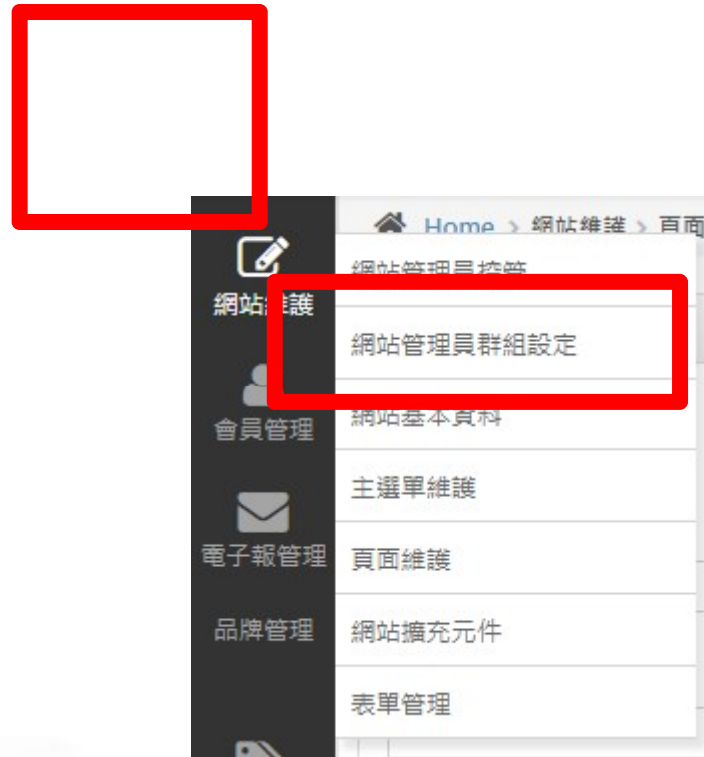 Home > 網站維護 > 頁面
網站維護
會員管理
電子報管理
品牌管理
網站管理員控管
網站管理員群組設定
網站基本資料
主選單維護
頁面維護
網站擴充元件
表單管理